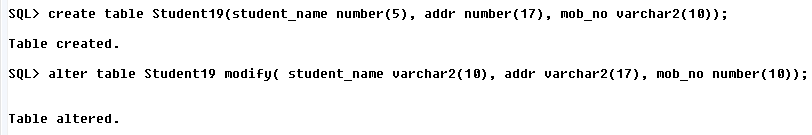 SQL> create table Student19(student_name number(5), addr number(17), mob_no varchar2(10));
Table created.
SQL> alter table Student19 modify( student_name varchar2(10), addr varchar2(17), mob_no number(10));
Table altered.